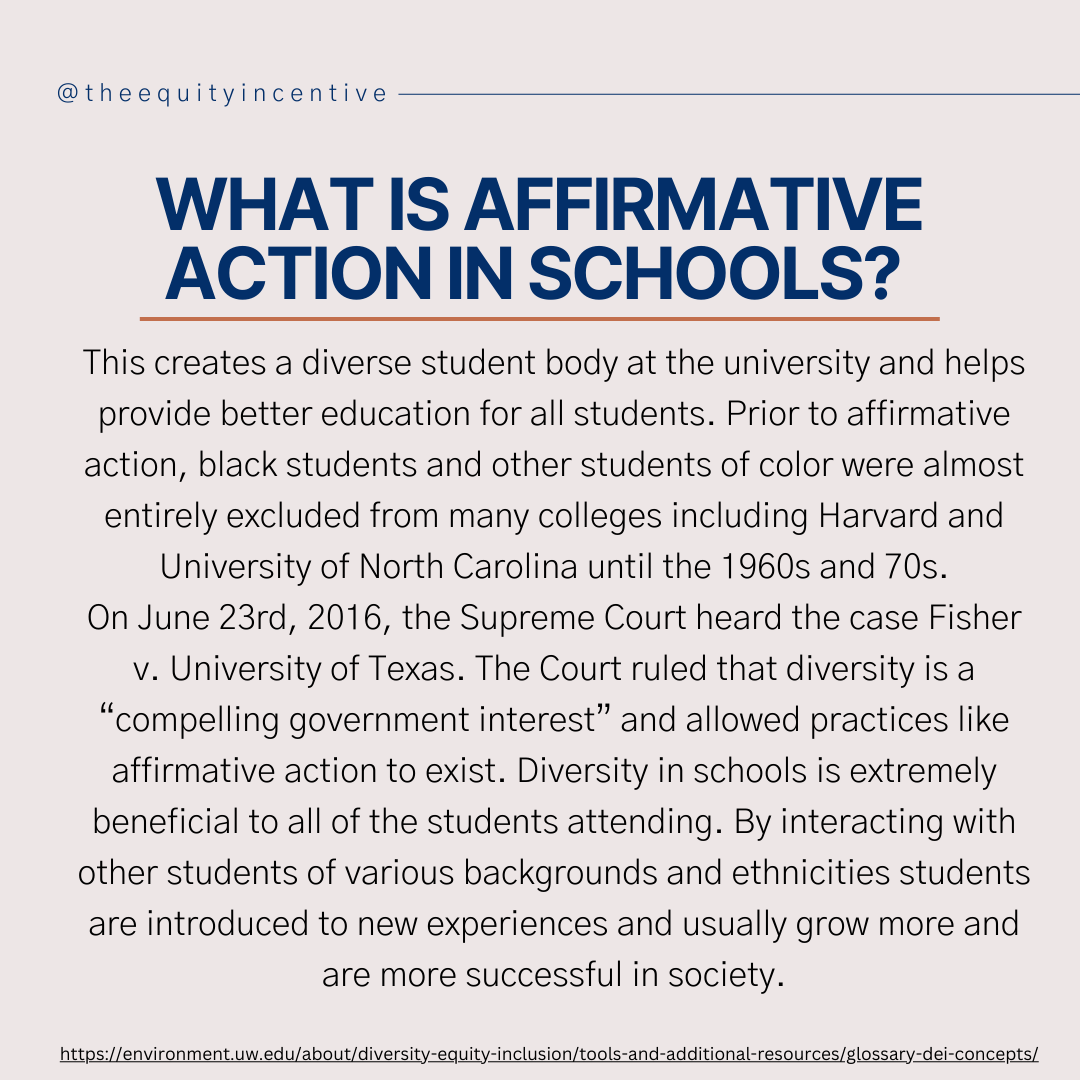 @theequityincentive
WHAT IS AFFIRMATIVE
ACTION IN SCHOOLS?
This creates a diverse student body at the university and helps
provide better education for all students. Prior to affirmative
action, black students and other students of color were almost
entirely excluded from many colleges including Harvard and
University of North Carolina until the 1960s and 70s.
On June 23rd, 2016, the Supreme Court heard the case Fisher
v. University of Texas. The Court ruled that diversity is a
“compelling government interest” and allowed practices like
affirmative action to exist. Diversity in schools is extremely
beneficial to all of the students attending. By interacting with
other students of various backgrounds and ethnicities students
are introduced to new experiences and usually grow more and
are more successful in society.
https://environment.uw.edu/about/diversity-equity-inclusion/tools-and-additional-resources/glossary-dei-concepts/